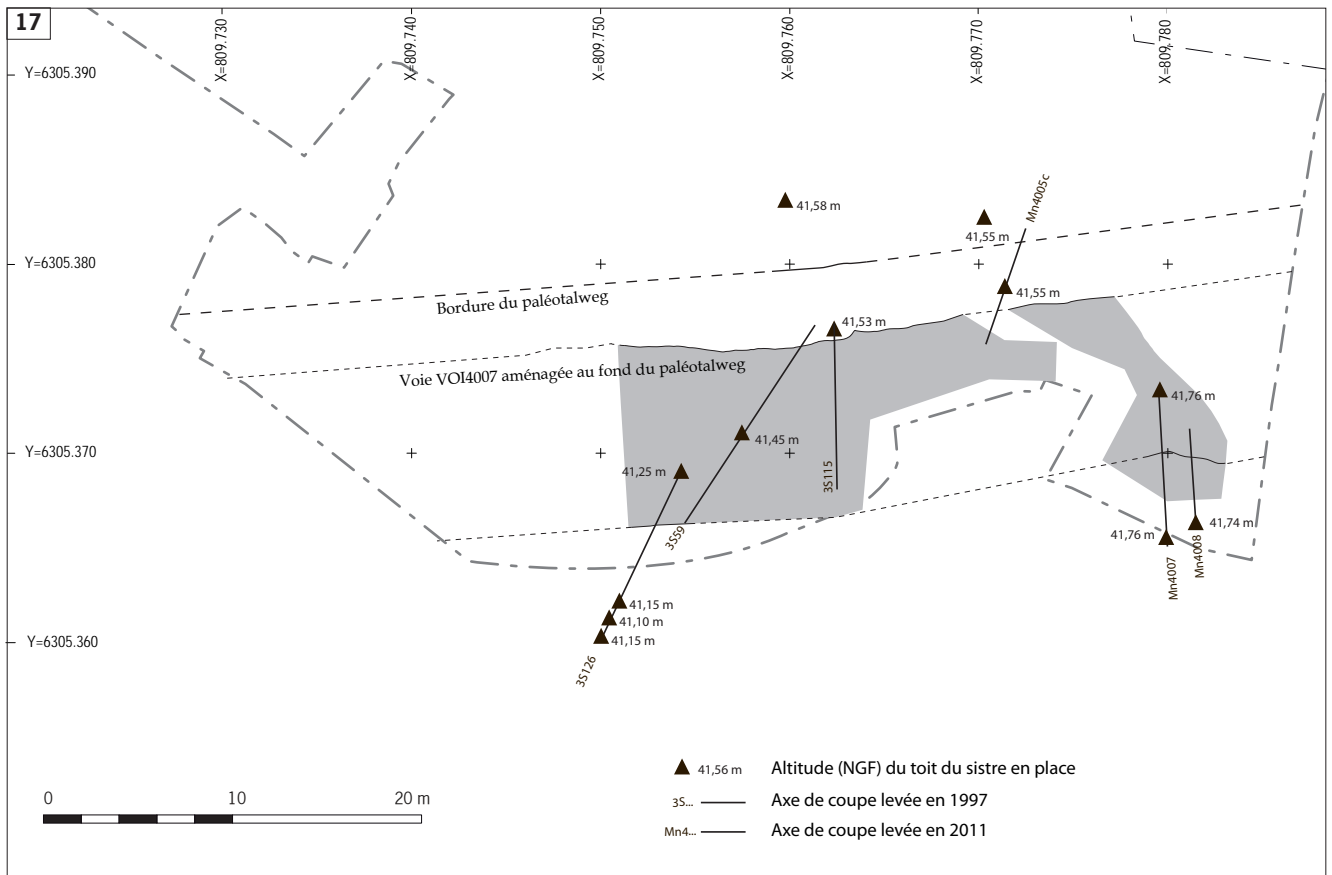 17
X=809.730
X=809.740
X=809.750
X=809.760
X=809.770
X=809.780
Y=6305.390
Mn4005c
41,58 m
41,55 m
Y=6305.380
41,55 m
Bordure du paléotalweg
41,53 m
Voie VOI4007 aménagée au fond du paléotalweg
41,76 m
41,45 m
Y=6305.370
41,25 m
3S115
3S59
41,74 m
41,76 m
Mn4007
Mn4008
41,15 m
41,10 m
41,15 m
Y=6305.360
3S126
41,56 m Altitude (NGF) du toit du sistre en place
3S... Axe de coupe levée en 1997
Mn4... Axe de coupe levée en 2011
0 10 20 m